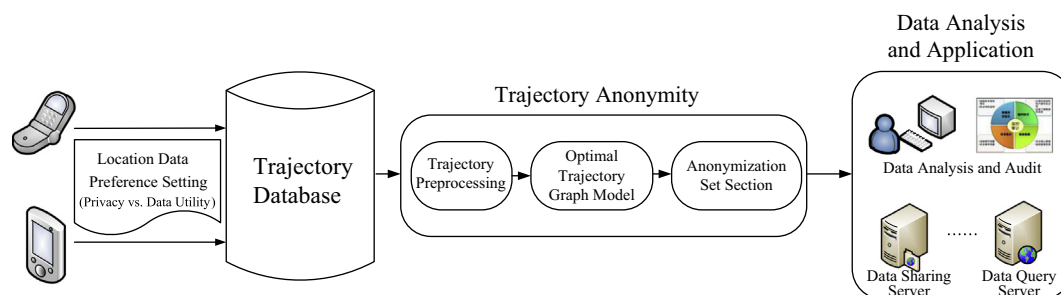 Data Analysis
and Application
Trajectory Anonymity
Location Data
Preference Setting
(Privacy vs. Data Utility)
Trajectory
Database
Trajectory
Preprocessing
Optimal
Trajectory
Graph Model
Anonymization
Set Section
Data Analysis and Audit
......
Data Sharing
Server
Data Query
Server